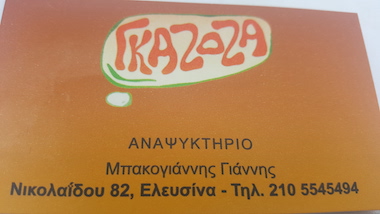 ΓΚΑΖΟΖΑ
ΑΝΑΨΥΚΤΗΡΙΟ
Μπακογιάννης Γιάννης
Νικολαΐδου 82, Ελευσίνα - Τηλ. 210 5545494